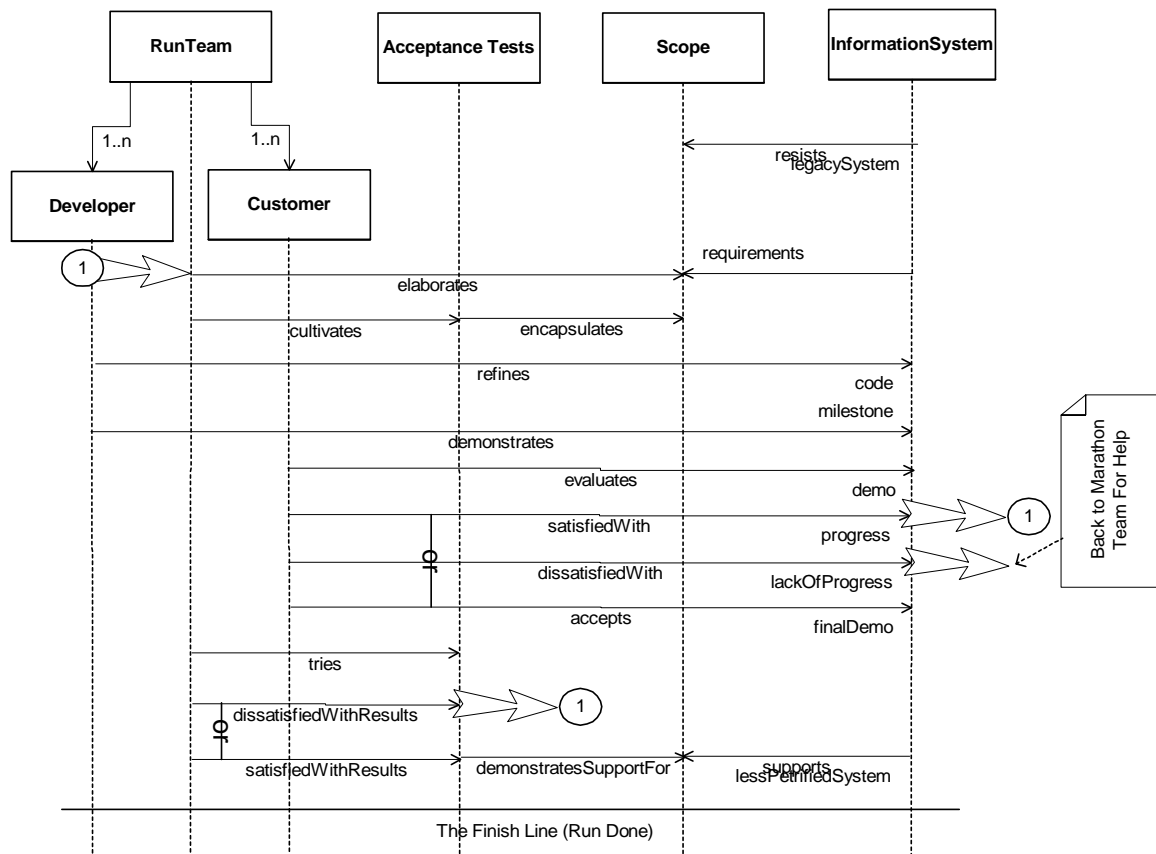 RunTeam
Acceptance Tests
Scope
InformationSystem
1..n
1..n
resists
legacySystem
Developer
Customer
1
requirements
elaborates
cultivates
encapsulates
refines
code
milestone
demonstrates
evaluates
demo
Back to Marathon
Team For Help
satisfiedWith
progress
1
or
dissatisfiedWith
lackOfProgress
accepts
finalDemo
tries
dissatisfiedWithResults
1
or
satisfiedWithResults
demonstratesSupportFor
supports
lessPetrifiedSystem
The Finish Line (Run Done)